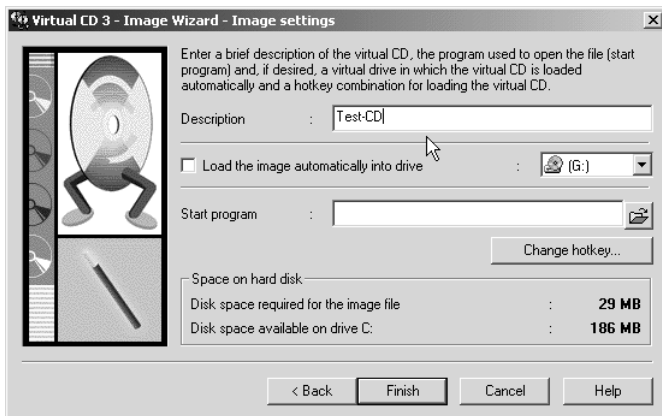 Virtual CD 3 - Image Wizard - Image settings
Enter a brief description of the virtual CD, the program used to open the file (start
program) and, if desired, a virtual drive in which the virtual CD is loaded
automatically and a hotkey combination for loading the virtual CD.
Description : Test-CD
Load the image automatically into drive : (G:)
Start program :
Change hotkey...
Space on hard disk
Disk space required for the image file : 29 MB
Disk space available on drive C: : 186 MB
< Back Finish Cancel Help